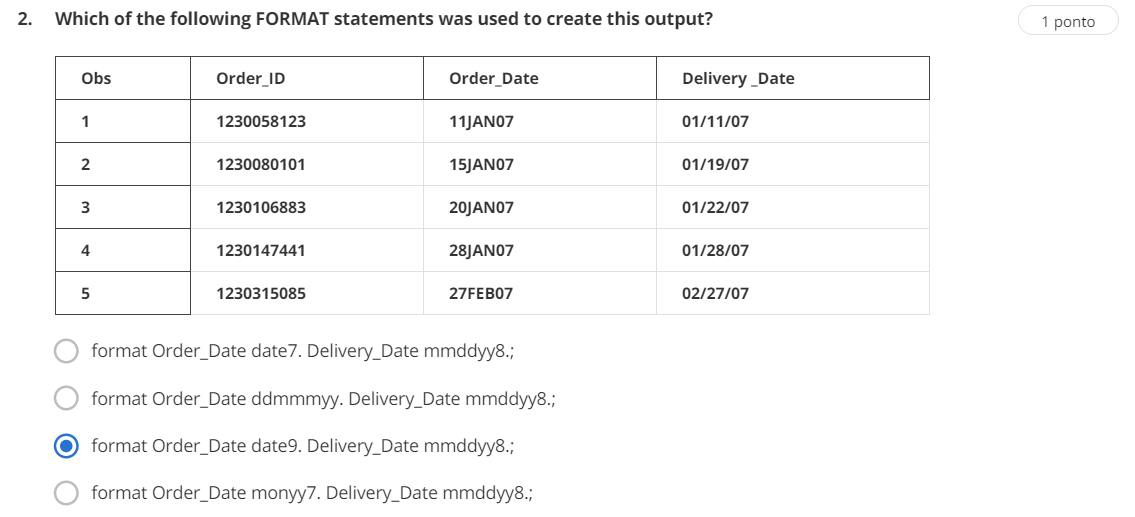 2. Which of the following FORMAT statements was used to create this output? 1 ponto
Obs Order_ID Order_Date Delivery _Date
1 1230058123 11JAN07 01/11/07
2 1230080101 15JAN07 01/19/07
3 1230106883 20JAN07 01/22/07
4 1230147441 28JAN07 01/28/07
5 1230315085 27FEB07 02/27/07
format Order_Date date7. Delivery_Date mmddyy8.;
format Order_Date ddmmmyy. Delivery_Date mmddyy8.;
format Order_Date date9. Delivery_Date mmddyy8.;
format Order_Date monyy7. Delivery_Date mmddyy8.;